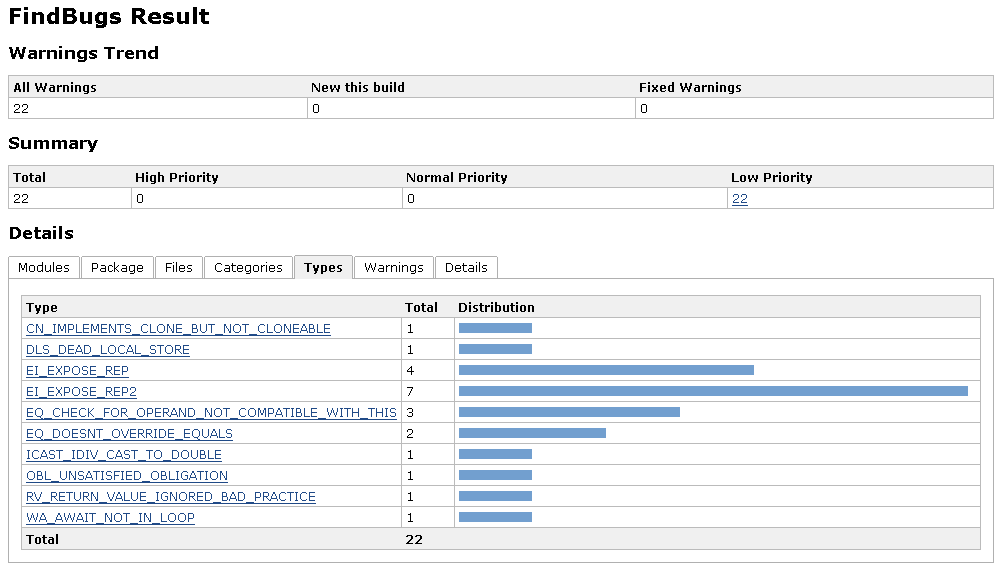 FindBugs Result
Warnings Trend
All Warnings New this build Fixed Warnings
22 0 0
Summary
Total High Priority Normal Priority Low Priority
22 0 0 22
Details
Modules Package Files Categories Types Warnings Details
Type Total Distribution
CN_IMPLEMENTS_CLONE_BUT_NOT_CLONEABLE 1
DLS_DEAD_LOCAL_STORE 1
EI_EXPOSE_REP 4
EI_EXPOSE_REP2 7
EQ_CHECK_FOR_OPERAND_NOT_COMPATIBLE_WITH_THIS 3
EQ_DOESNT_OVERRIDE_EQUALS 2
ICAST_IDIV_CAST_TO_DOUBLE 1
OBL_UNSATISFIED_OBLIGATION 1
RV_RETURN_VALUE_IGNORED_BAD_PRACTICE 1
WA_AWAIT_NOT_IN_LOOP 1
Total 22